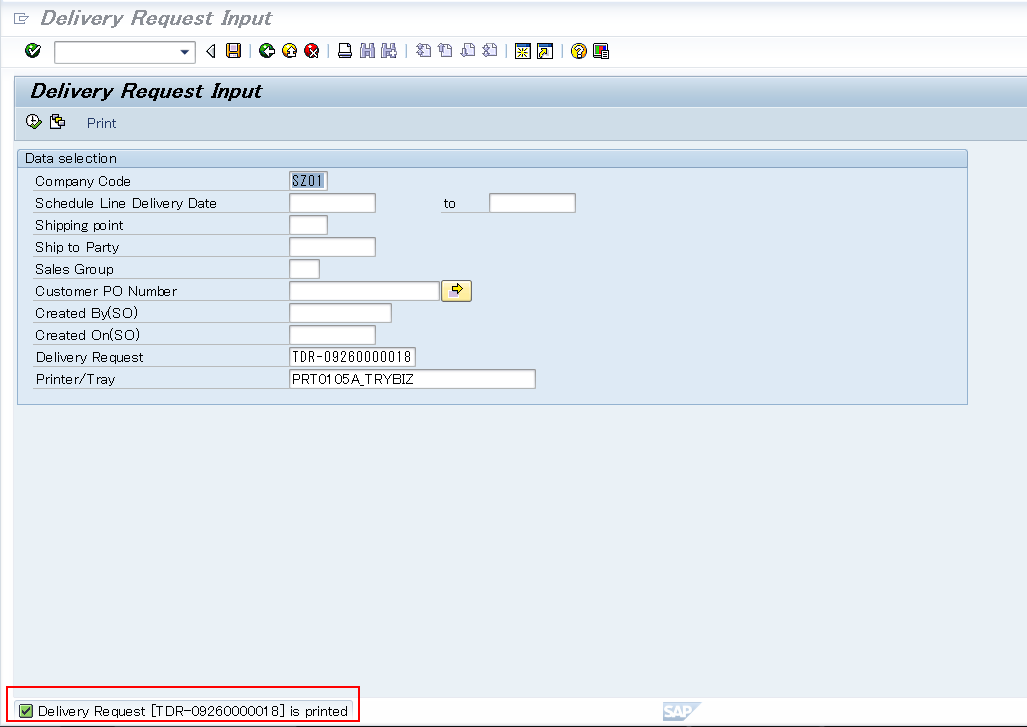 Delivery Request Input
Delivery Request Input
Print
Data selection
Company Code SZ01
Schedule Line Delivery Date to
Shipping point
Ship to Party
Sales Group
Customer PO Number
Created By(SO)
Created On(SO)
Delivery Request TDR-09260000018
Printer/Tray PRT0105A_TRYBIZ
Delivery Request [TDR-09260000018] is printed
SAP